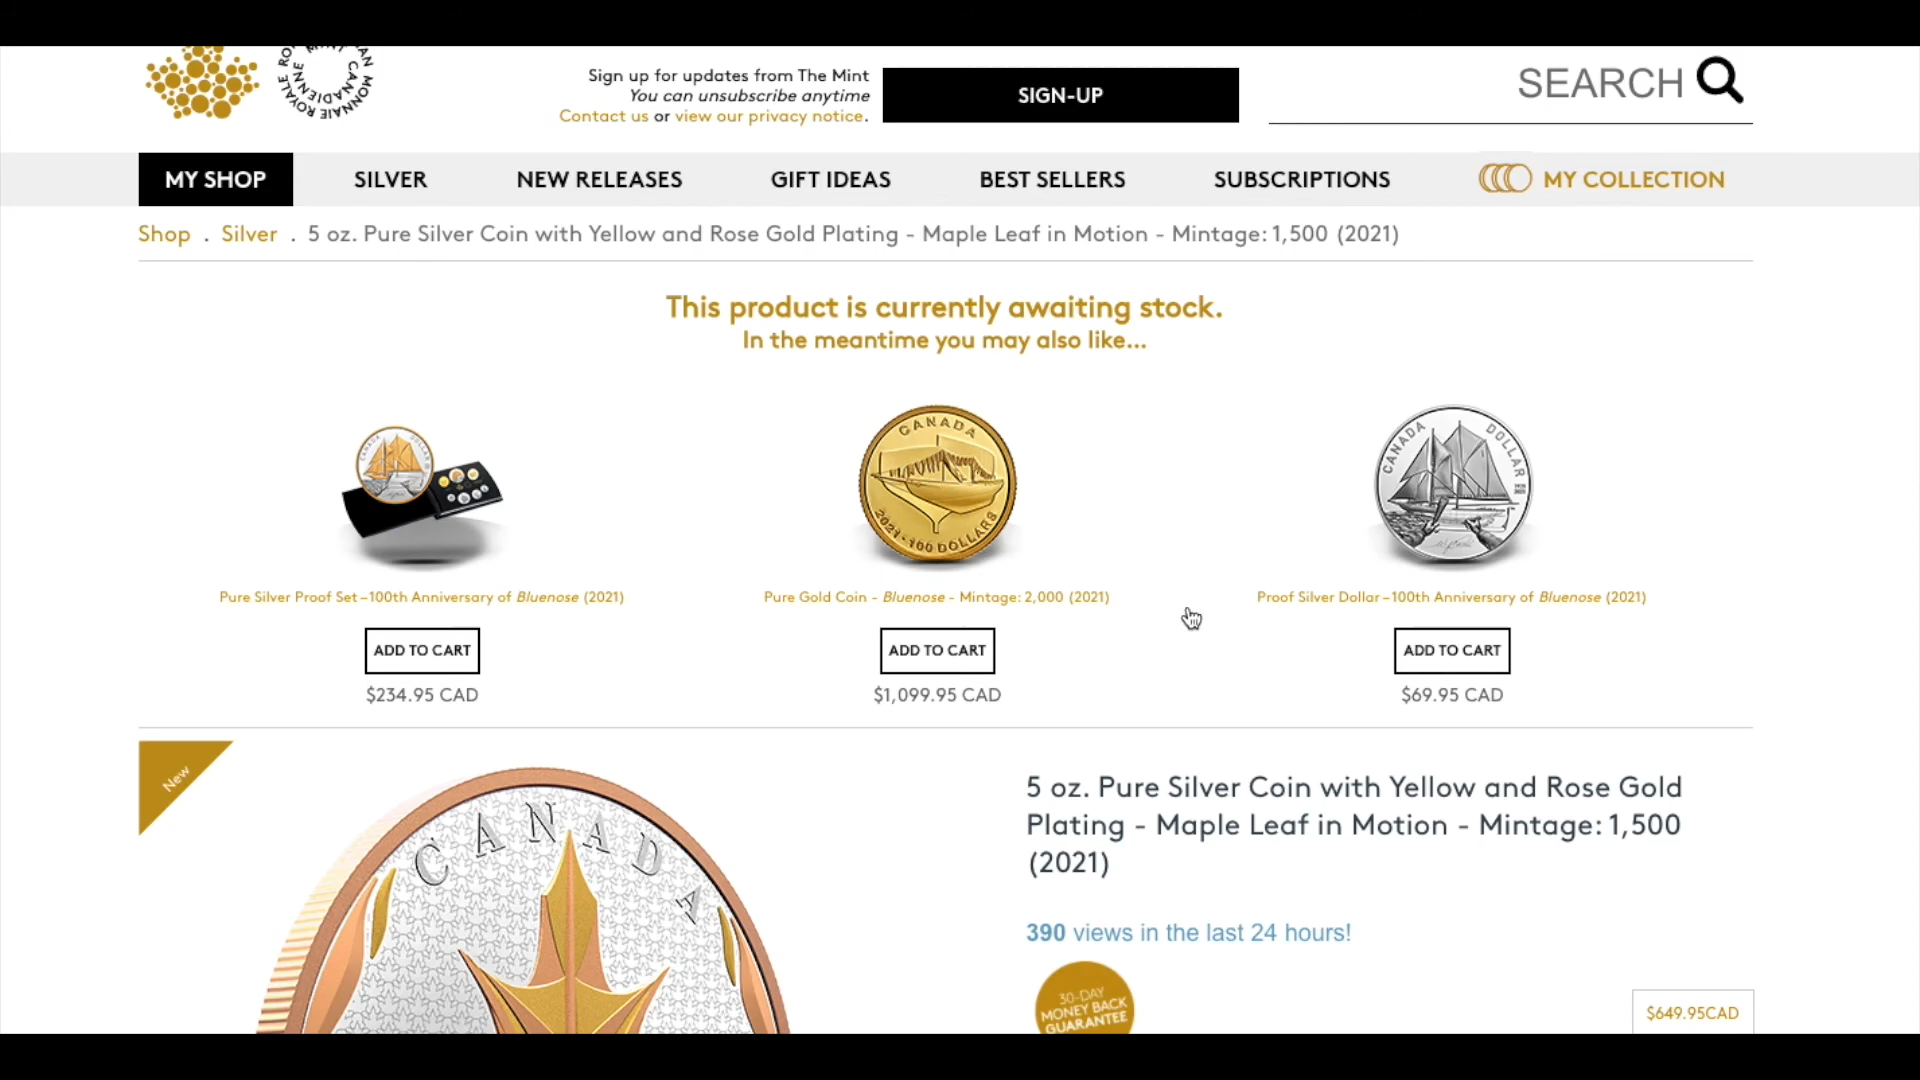 MONNAIE ROYALE CANADIENNE
Sign up for updates from The Mint
You can unsubscribe anytime
Contact us or view our privacy notice.
SIGN-UP
SEARCH
MY SHOP
SILVER
NEW RELEASES
GIFT IDEAS
BEST SELLERS
SUBSCRIPTIONS
MY COLLECTION
Shop . Silver . 5 oz. Pure Silver Coin with Yellow and Rose Gold Plating - Maple Leaf in Motion - Mintage: 1,500 (2021)
This product is currently awaiting stock.
In the meantime you may also like...
CANADA
2021 · 100 DOLLARS
CANADA DOLLAR
Pure Silver Proof Set – 100th Anniversary of Bluenose (2021)
Pure Gold Coin - Bluenose - Mintage: 2,000 (2021)
Proof Silver Dollar – 100th Anniversary of Bluenose (2021)
ADD TO CART
ADD TO CART
ADD TO CART
$234.95 CAD
$1,099.95 CAD
$69.95 CAD
New
CANADA
5 oz. Pure Silver Coin with Yellow and Rose Gold
Plating - Maple Leaf in Motion - Mintage: 1,500
(2021)
390 views in the last 24 hours!
30-DAY
MONEY BACK
GUARANTEE
$649.95CAD